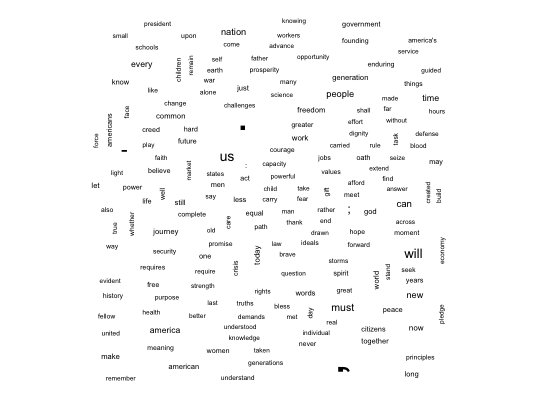 president knowing government
small upon nation workers founding america's
schools come advance service
every children remain self father opportunity enduring
earth prosperity generation guided
know war many things
like alone just science people made time
change challenges freedom shall far hours
face common effort without
force americans creed hard . greater dignity task defense
play future work carried rule blood
- us courage
faith : capacity jobs oath seize may
light believe market states act powerful values extend
let power well men child take gift afford find answer created build
life still say less carry fear meet can
also complete equal man rather ; god
true whether care thank end across
way journey old path drawn hope moment
promise law ideals forward
security one today brave will economy
requires crisis storms
require question spirit world stand seek
evident free years
history purpose strength rights words great new
last truths bless
fellow health better demands met day must peace pledge
real
united america understood individual citizens now
knowledge never together
meaning women taken
make generations principles
american
remember understand , long